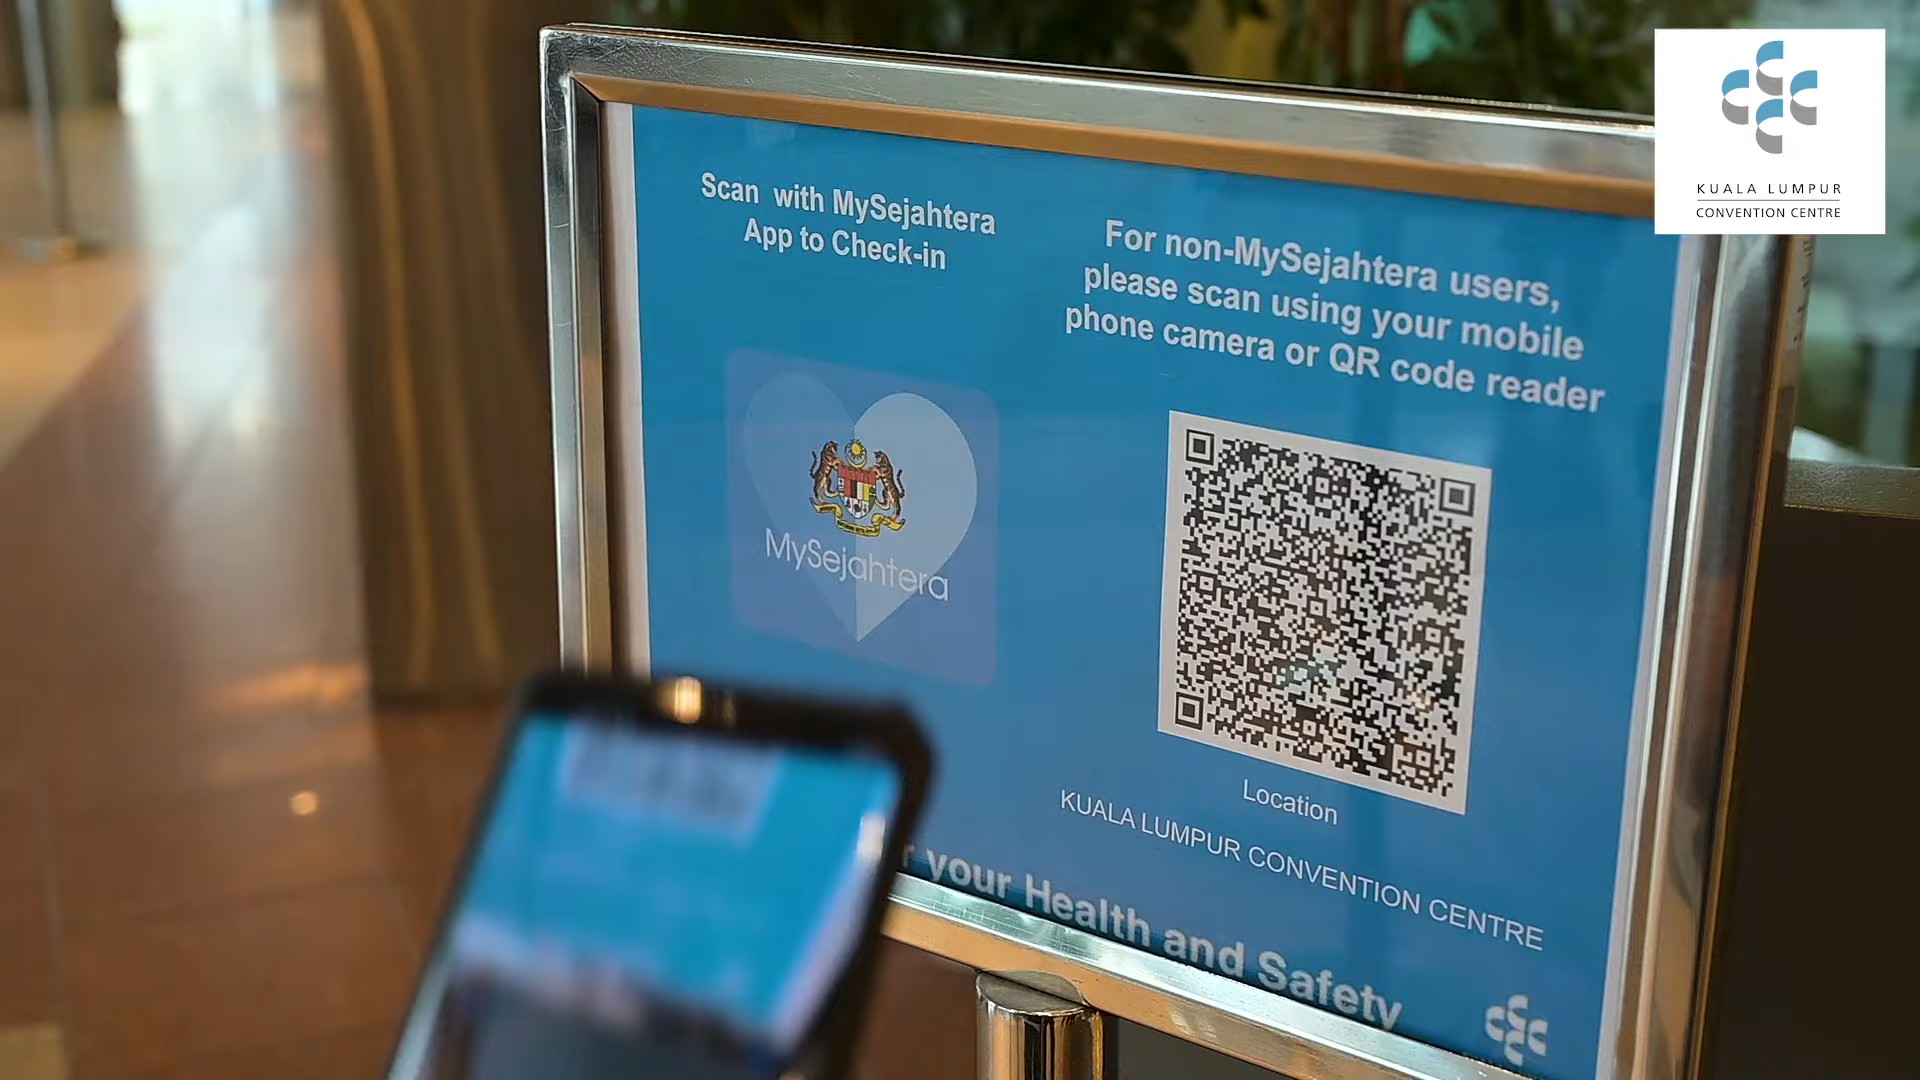 Scan with MySejahtera
App to Check-in
For non-MySejahtera users,
please scan using your mobile
phone camera or QR code reader
MySejahtera
Location
KUALA LUMPUR CONVENTION CENTRE
your Health and Safety
KUALA LUMPUR
CONVENTION CENTRE